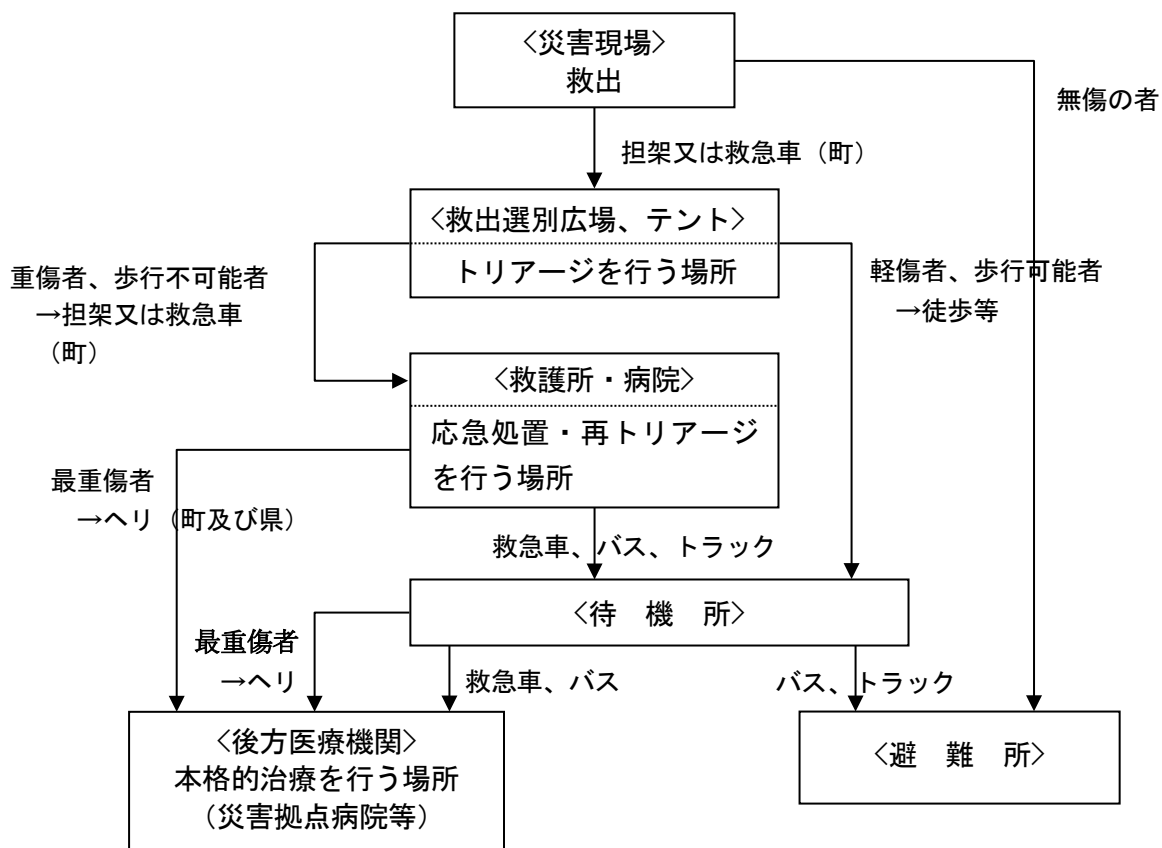 〈災害現場〉
救出
無傷の者
担架又は救急車（町）
〈救出選別広場、テント〉
トリアージを行う場所
重傷者、歩行不可能者
→担架又は救急車
（町）
軽傷者、歩行可能者
→徒歩等
〈救護所・病院〉
応急処置・再トリアージ
を行う場所
最重傷者
→ヘリ（町及び県）
救急車、バス、トラック
〈待　機　所〉
最重傷者
→ヘリ
救急車、バス
バス、トラック
〈後方医療機関〉
本格的治療を行う場所
（災害拠点病院等）
〈避　難　所〉